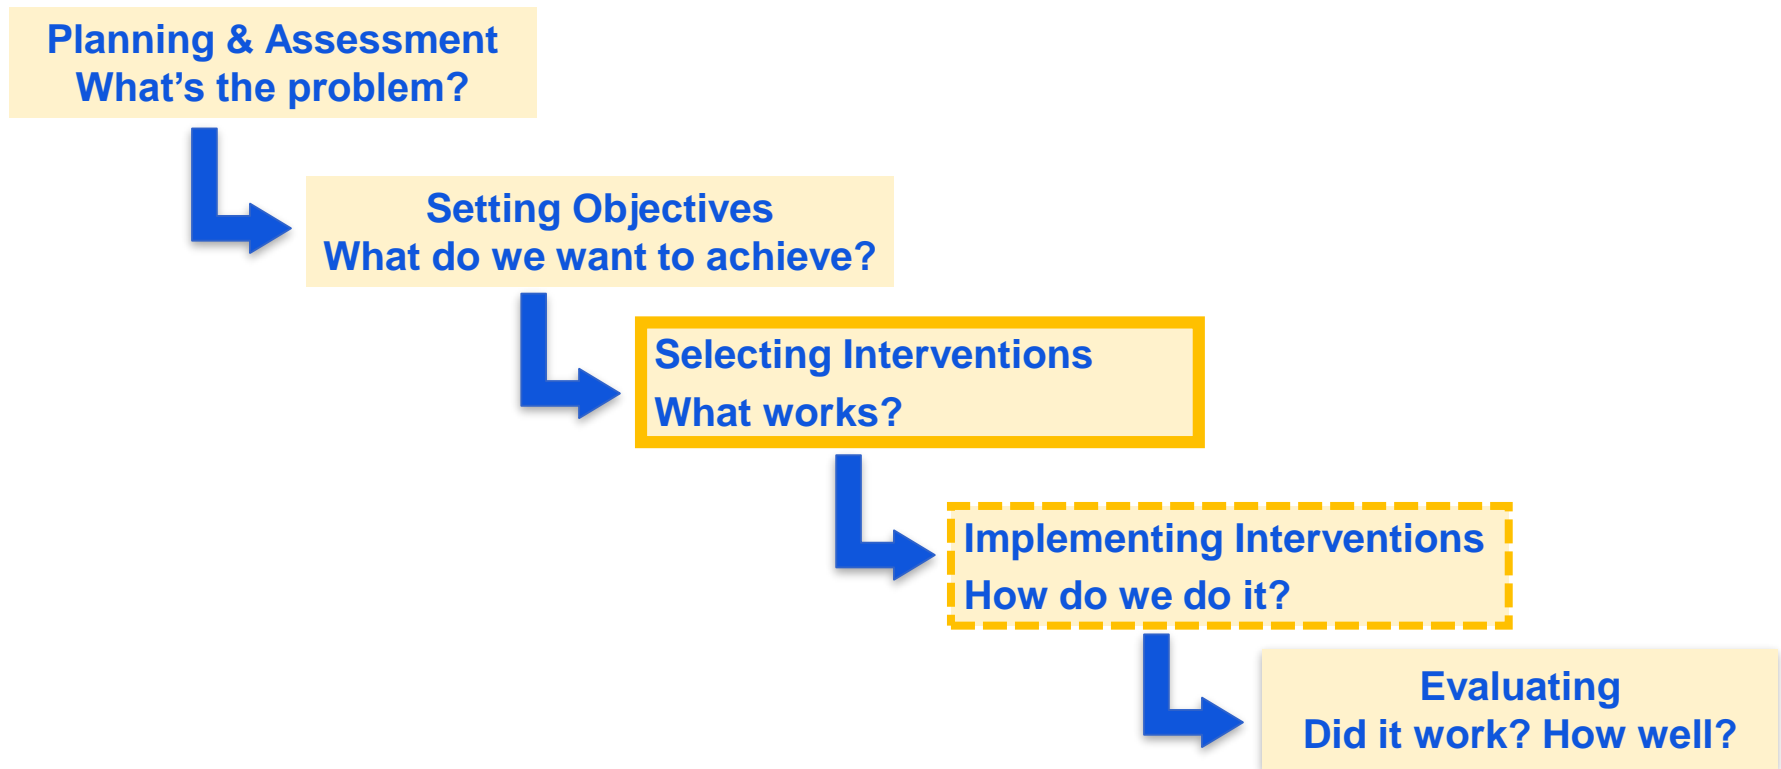 Planning & Assessment
What’s the problem?
Setting Objectives
What do we want to achieve?
Selecting Interventions
What works?
Implementing Interventions
How do we do it?
Evaluating
Did it work? How well?